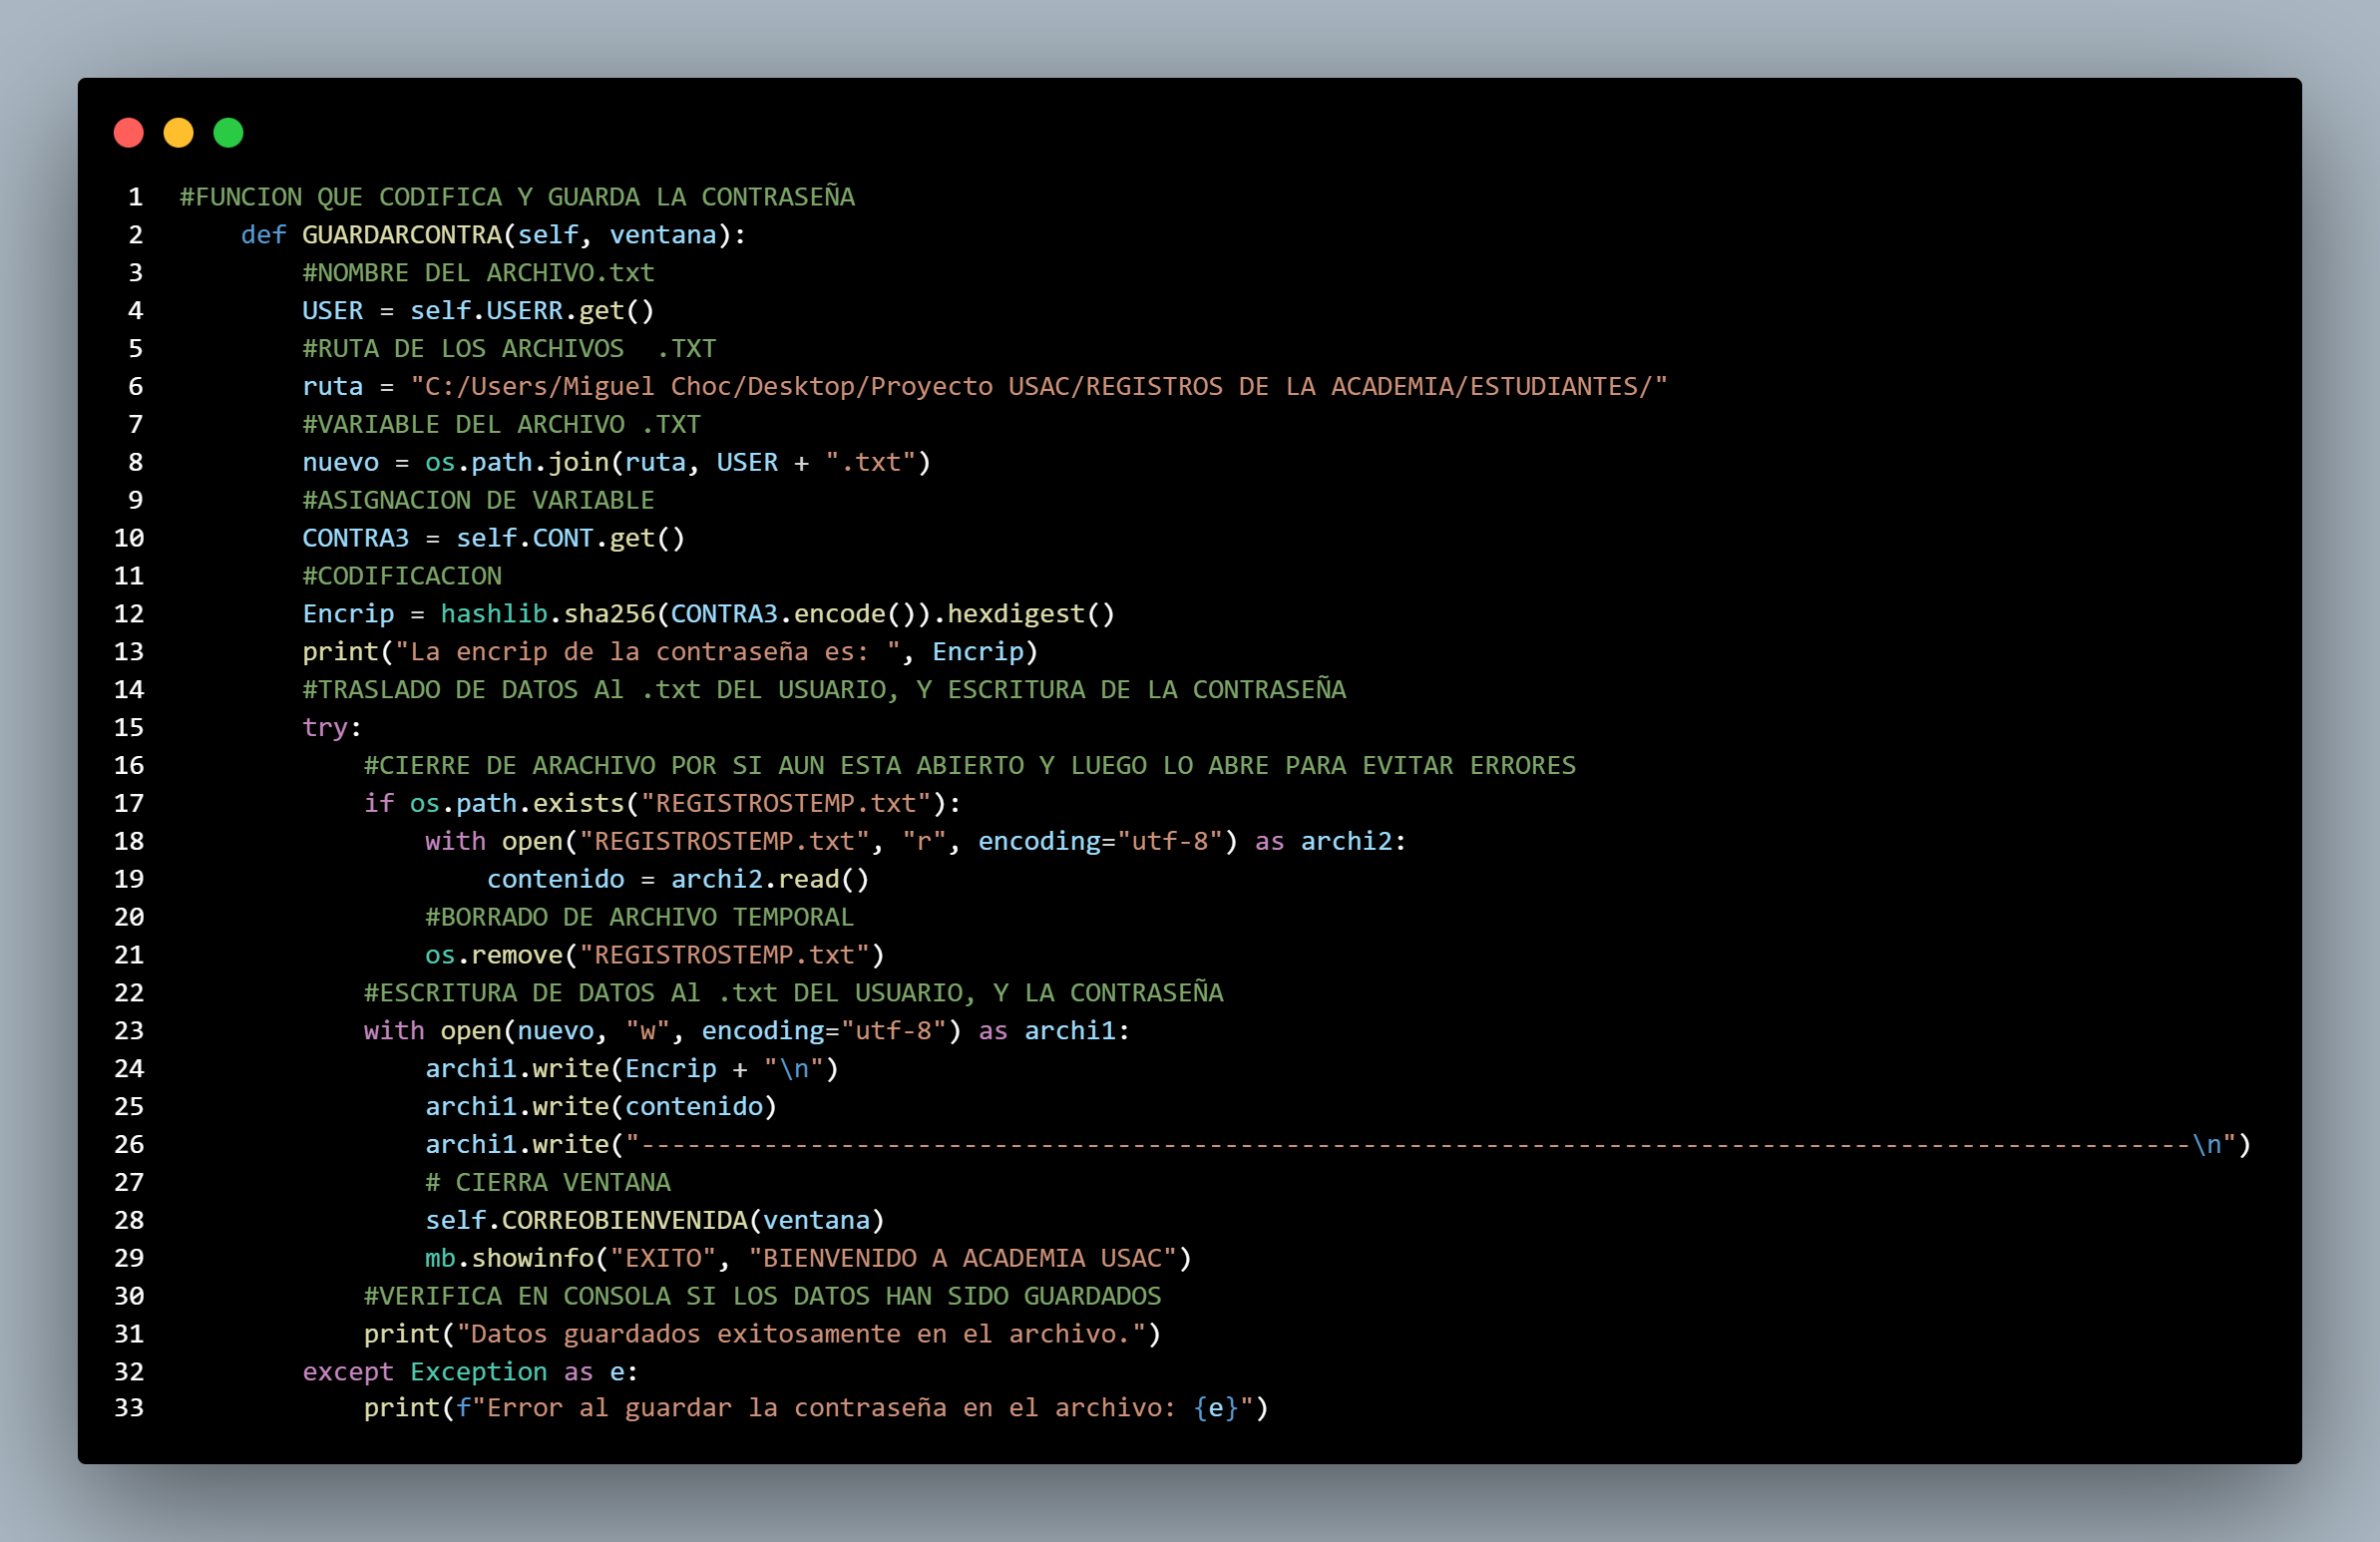 1 #FUNCION QUE CODIFICA Y GUARDA LA CONTRASEÑA
2     def GUARDARCONTRA(self, ventana):
3         #NOMBRE DEL ARCHIVO.txt
4         USER = self.USERR.get()
5         #RUTA DE LOS ARCHIVOS  .TXT
6         ruta = "C:/Users/Miguel Choc/Desktop/Proyecto USAC/REGISTROS DE LA ACADEMIA/ESTUDIANTES/"
7         #VARIABLE DEL ARCHIVO .TXT
8         nuevo = os.path.join(ruta, USER + ".txt")
9         #ASIGNACION DE VARIABLE
10         CONTRA3 = self.CONT.get()
11         #CODIFICACION
12         Encrip = hashlib.sha256(CONTRA3.encode()).hexdigest()
13         print("La encrip de la contraseña es: ", Encrip)
14         #TRASLADO DE DATOS Al .txt DEL USUARIO, Y ESCRITURA DE LA CONTRASEÑA
15         try:
16             #CIERRE DE ARACHIVO POR SI AUN ESTA ABIERTO Y LUEGO LO ABRE PARA EVITAR ERRORES
17             if os.path.exists("REGISTROSTEMP.txt"):
18                 with open("REGISTROSTEMP.txt", "r", encoding="utf-8") as archi2:
19                     contenido = archi2.read()
20                 #BORRADO DE ARCHIVO TEMPORAL
21                 os.remove("REGISTROSTEMP.txt")
22             #ESCRITURA DE DATOS Al .txt DEL USUARIO, Y LA CONTRASEÑA
23             with open(nuevo, "w", encoding="utf-8") as archi1:
24                 archi1.write(Encrip + "\n")
25                 archi1.write(contenido)
26                 archi1.write("-----------------------------------------------------------------------------------------------------\n")
27                 # CIERRA VENTANA
28                 self.CORREOBIENVENIDA(ventana)
29                 mb.showinfo("EXITO", "BIENVENIDO A ACADEMIA USAC")
30             #VERIFICA EN CONSOLA SI LOS DATOS HAN SIDO GUARDADOS
31             print("Datos guardados exitosamente en el archivo.")
32         except Exception as e:
33             print(f"Error al guardar la contraseña en el archivo: {e}")